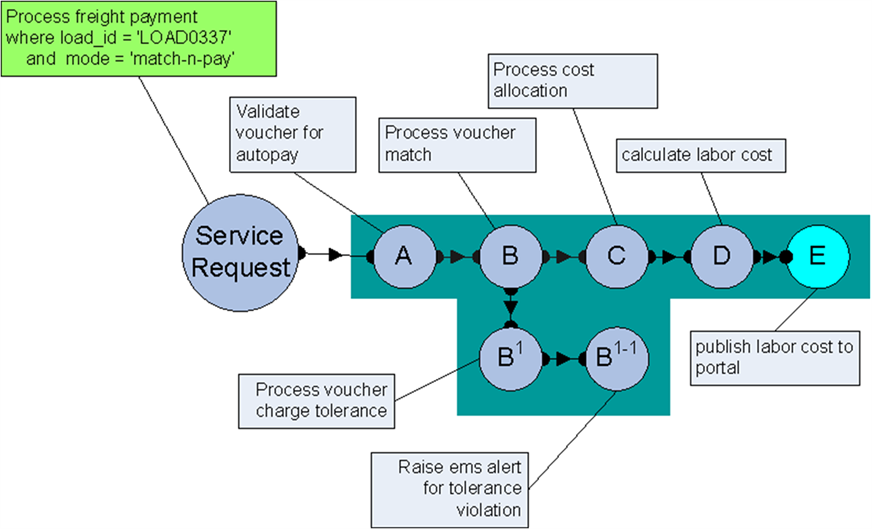 Process freight payment
where load_id = 'LOAD0337'
and mode = 'match-n-pay'
Validate
voucher for
autopay
Process voucher
match
Process cost
allocation
calculate labor cost
Service
Request
A
B
C
D
E
B¹
B¹⁻¹
publish labor cost to
portal
Process voucher
charge tolerance
Raise ems alert
for tolerance
violation